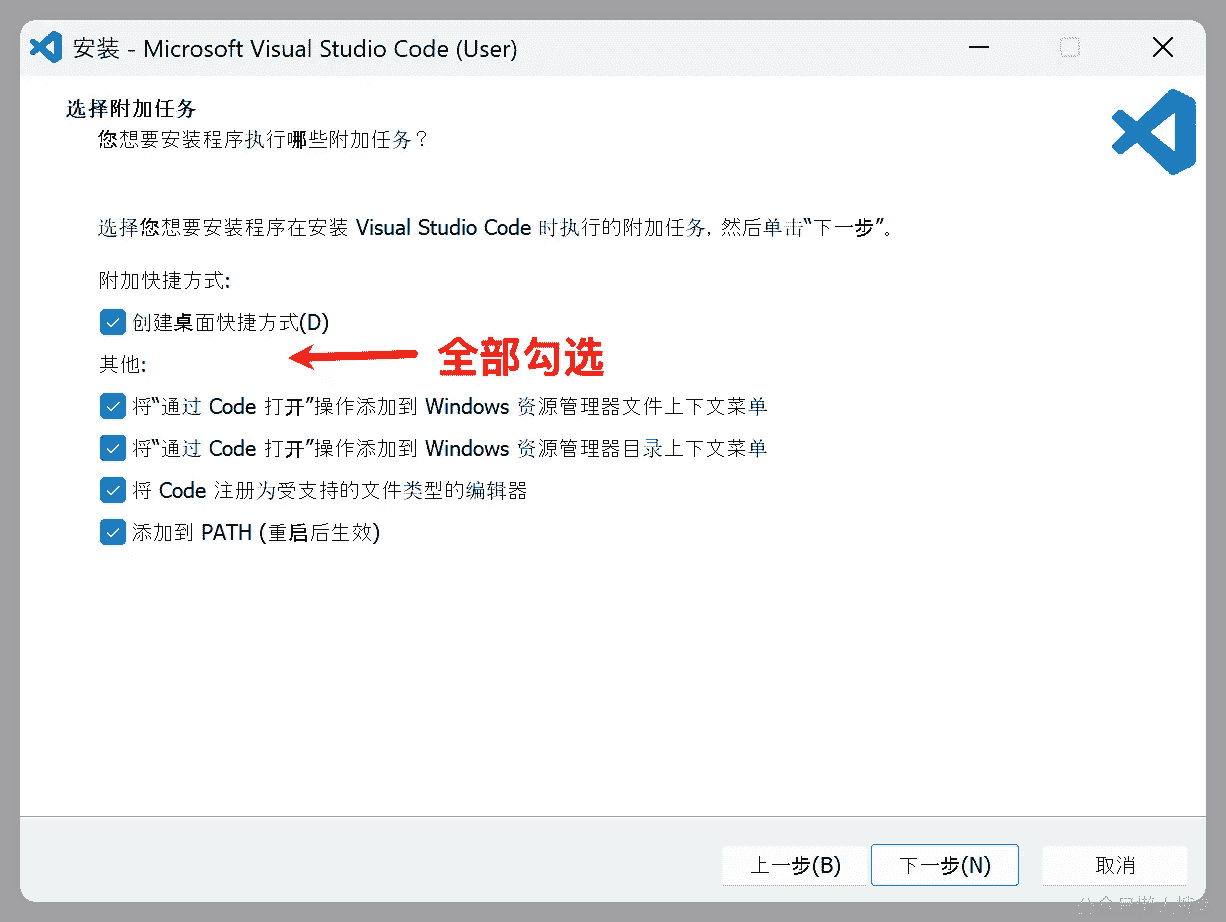 安装 - Microsoft Visual Studio Code (User)
选择附加任务
您想要安装程序执行哪些附加任务？
选择您想要安装程序在安装 Visual Studio Code 时执行的附加任务, 然后单击“下一步”。
附加快捷方式:
创建桌面快捷方式(D)
其他:
全部勾选
将“通过 Code 打开”操作添加到 Windows 资源管理器文件上下文菜单
将“通过 Code 打开”操作添加到 Windows 资源管理器目录上下文菜单
将 Code 注册为受支持的文件类型的编辑器
添加到 PATH (重启后生效)
上一步(B)
下一步(N)
取消